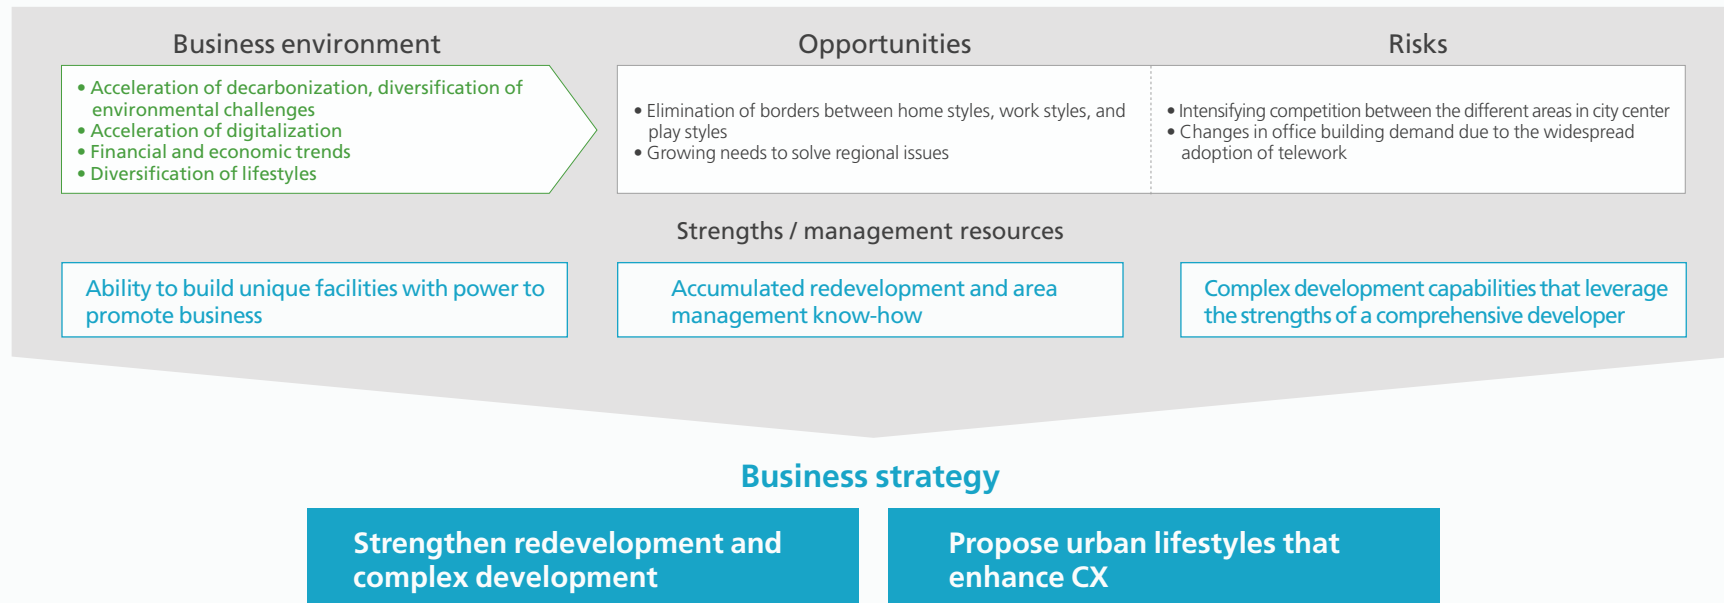 Business environment
• Acceleration of decarbonization, diversification of
environmental challenges
• Acceleration of digitalization
• Financial and economic trends
• Diversification of lifestyles
Opportunities
• Elimination of borders between home styles, work styles, and
play styles
• Growing needs to solve regional issues
Risks
• Intensifying competition between the different areas in city center
• Changes in office building demand due to the widespread
adoption of telework
Strengths / management resources
Ability to build unique facilities with power to
promote business
Accumulated redevelopment and area
management know-how
Complex development capabilities that leverage
the strengths of a comprehensive developer
Business strategy
Strengthen redevelopment and
complex development
Propose urban lifestyles that
enhance CX